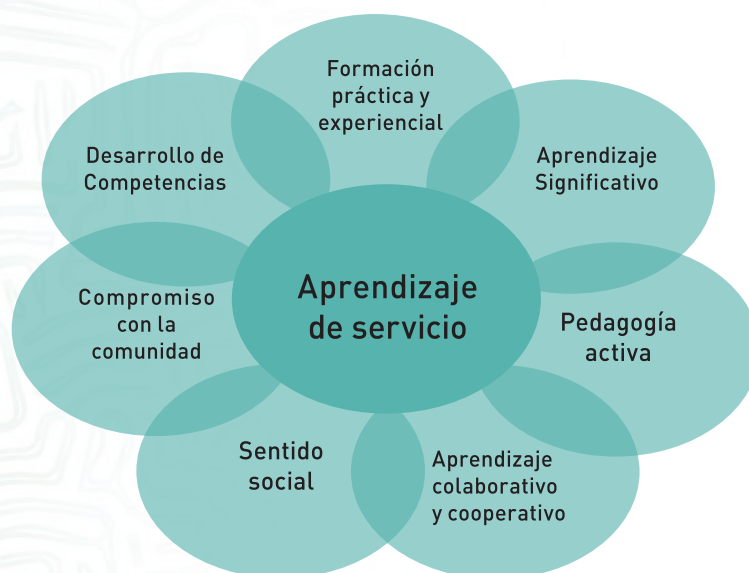 Formación
práctica y
experiencial
Desarrollo de
Competencias
Aprendizaje
Significativo
Aprendizaje
de servicio
Compromiso
con la
comunidad
Pedagogía
activa
Sentido
social
Aprendizaje
colaborativo
y cooperativo